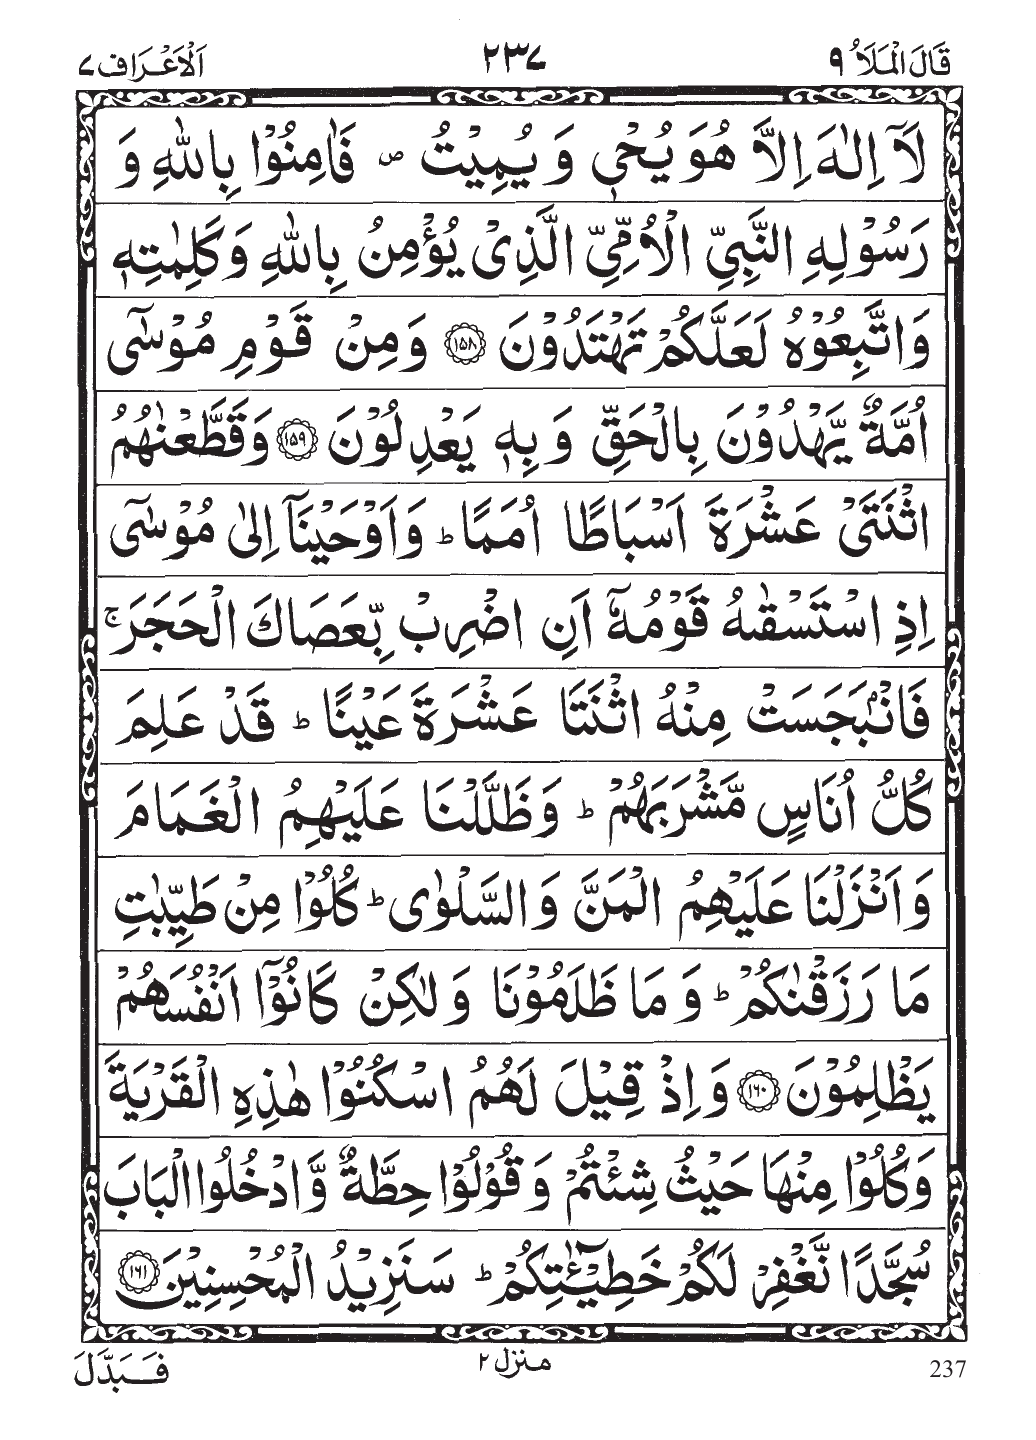 قَالَ الْمَلَاُ ۹
۲۳۷
اَلْاَعْرَاف ۷
لَاۤ اِلٰهَ اِلَّا هُوَ یُحْیٖ وَ یُمِیْتُ ۪ فَاٰمِنُوْا بِاللّٰهِ وَ
رَسُوْلِهِ النَّبِیِّ الْاُمِّیِّ الَّذِیْ یُؤْمِنُ بِاللّٰهِ وَ كَلِمٰتِهٖ
وَ اتَّبِعُوْهُ لَعَلَّكُمْ تَهْتَدُوْنَ ﴿۱۵۸﴾ وَ مِنْ قَوْمِ مُوْسٰۤی
اُمَّةٌ یَّهْدُوْنَ بِالْحَقِّ وَ بِهٖ یَعْدِلُوْنَ ﴿۱۵۹﴾ وَ قَطَّعْنٰهُمُ
اثْنَتَیْ عَشْرَةَ اَسْبَاطًا اُمَمًا ؕ وَ اَوْحَیْنَاۤ اِلٰی مُوْسٰۤی
اِذِ اسْتَسْقٰىهُ قَوْمُهٗۤ اَنِ اضْرِبْ بِّعَصَاكَ الْحَجَرَ ۚ
فَانْۢبَجَسَتْ مِنْهُ اثْنَتَا عَشْرَةَ عَیْنًا ؕ قَدْ عَلِمَ
كُلُّ اُنَاسٍ مَّشْرَبَهُمْ ؕ وَ ظَلَّلْنَا عَلَیْهِمُ الْغَمَامَ
وَ اَنْزَلْنَا عَلَیْهِمُ الْمَنَّ وَ السَّلْوٰی ؕ كُلُوْا مِنْ طَیِّبٰتِ
مَا رَزَقْنٰكُمْ ؕ وَ مَا ظَلَمُوْنَا وَ لٰكِنْ كَانُوْۤا اَنْفُسَهُمْ
یَظْلِمُوْنَ ﴿۱۶۰﴾ وَ اِذْ قِیْلَ لَهُمُ اسْكُنُوْا هٰذِهِ الْقَرْیَةَ
وَ كُلُوْا مِنْهَا حَیْثُ شِئْتُمْ وَ قُوْلُوْا حِطَّةٌ وَّ ادْخُلُوا الْبَابَ
سُجَّدًا نَّغْفِرْ لَكُمْ خَطِیْٓـٰٔتِكُمْ ؕ سَنَزِیْدُ الْمُحْسِنِیْنَ ﴿۱۶۱﴾
237
منزل ۲
فَبَدَّلَ